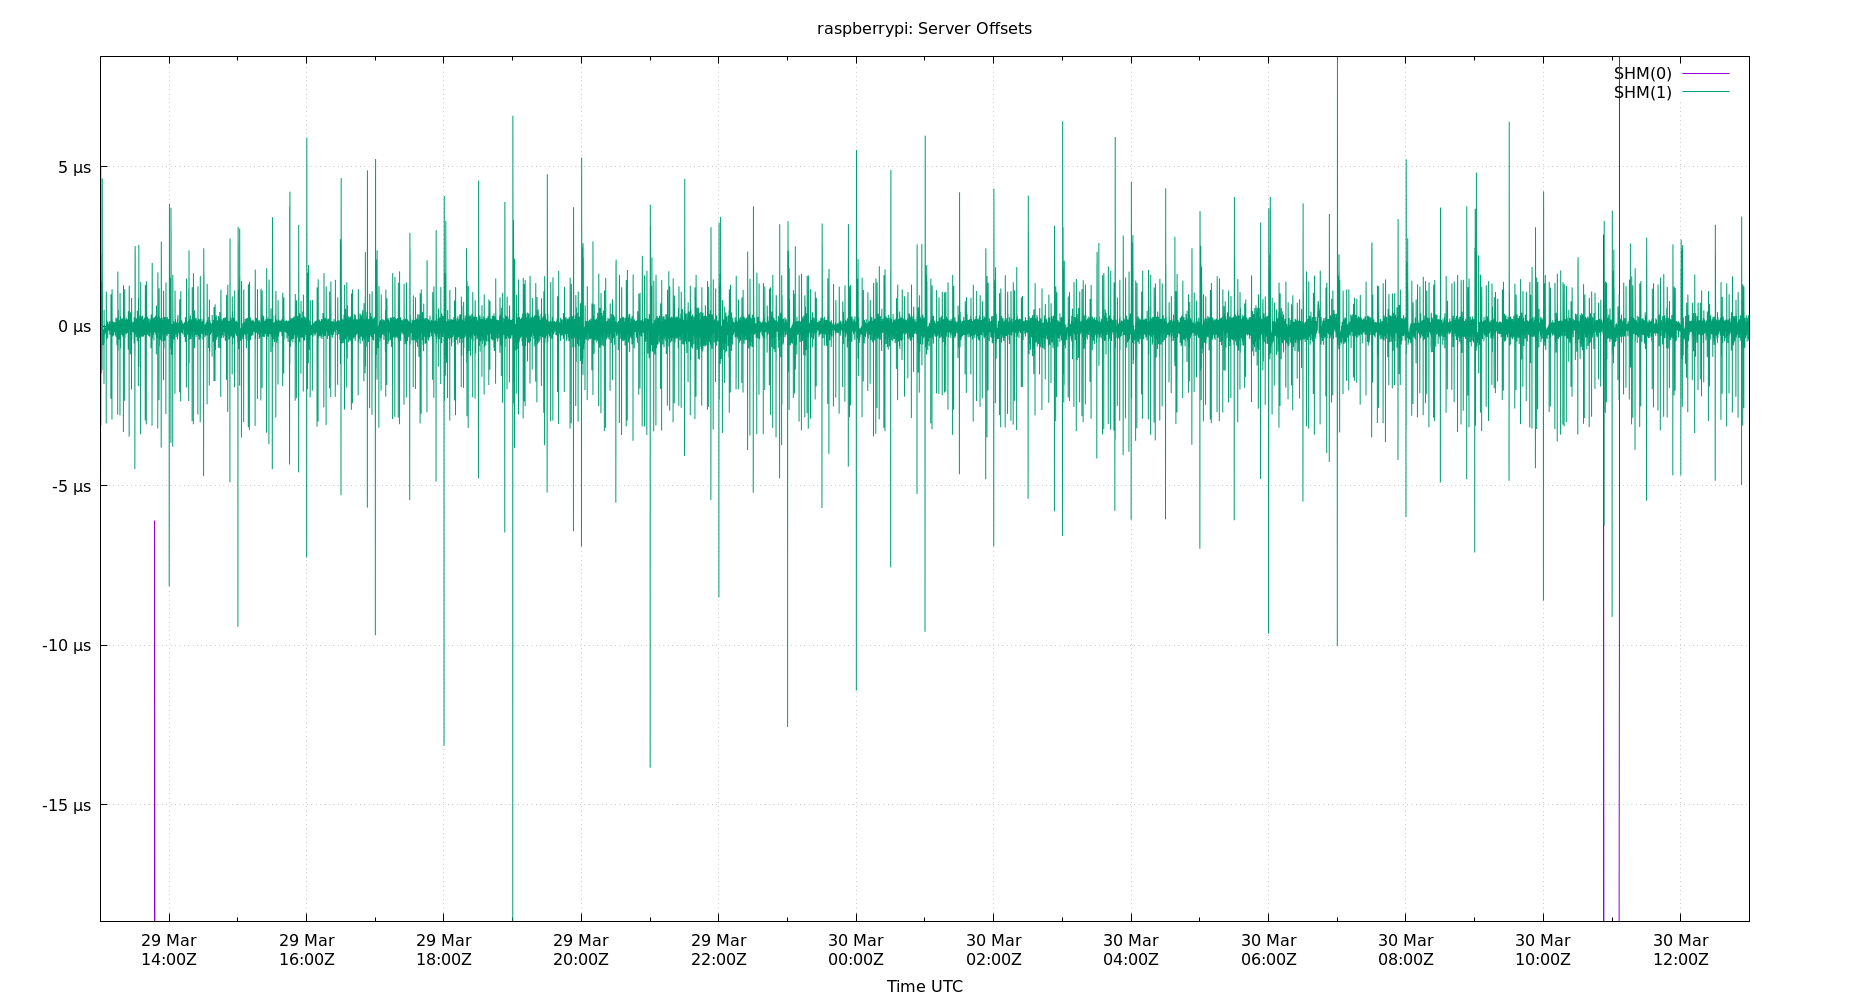 raspberrypi: Server Offsets
SHM(0)
SHM(1)
5 µs
0 µs
-5 µs
-10 µs
-15 µs
29 Mar 29 Mar 29 Mar 29 Mar 29 Mar 30 Mar 30 Mar 30 Mar 30 Mar 30 Mar 30 Mar 30 Mar
14:00Z 16:00Z 18:00Z 20:00Z 22:00Z 00:00Z 02:00Z 04:00Z 06:00Z 08:00Z 10:00Z 12:00Z
Time UTC